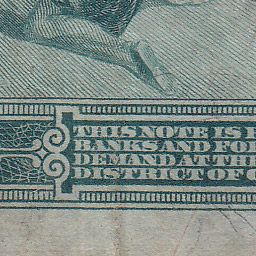 THIS NOTE IS
BANKS AND FO
DEMAND AT TH
DISTRICT OF